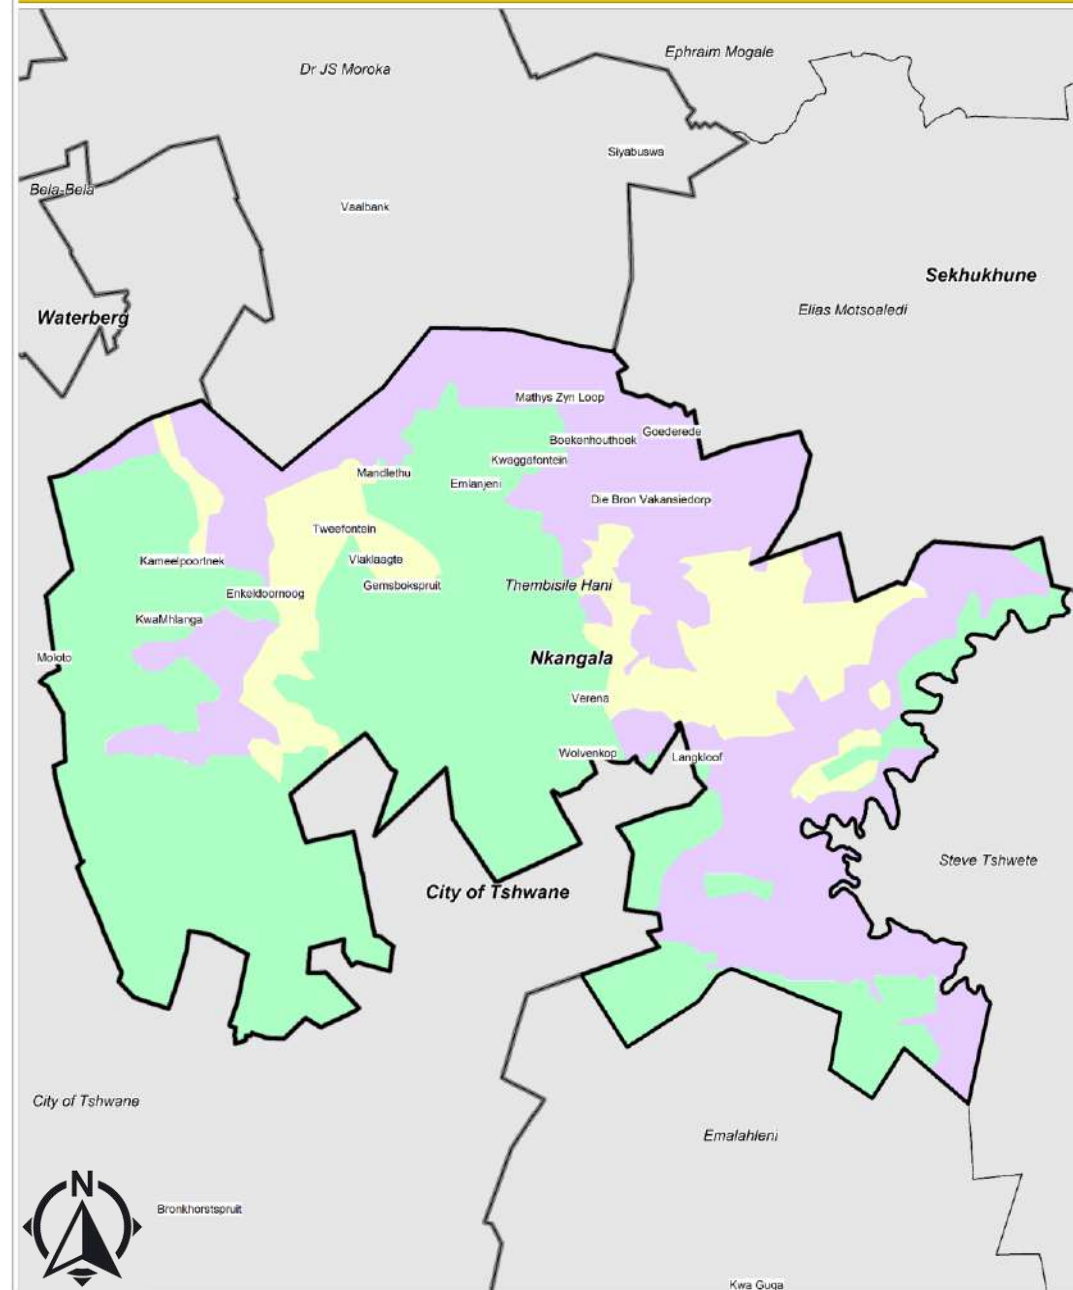 Ephraim Mogale
Dr JS Moroka
Siyabuswa
Bela-Bela
Vaalbank
Sekhukhune
Elias Motsoaledi
Waterberg
Mathys Zyn Loop
Goederede
Boekenhouthoek
Kwaggafontein
Mandlethu
Emlanjeni
Die Bron Vakansiedorp
Tweefontein
Vlaklaagte
Kameelpoortnek
Thembisile Hani
Gemsbokspruit
Enkeldoornoog
KwaMhlanga
Moloto
Nkangala
Verena
Wolvenkop
Langkloof
Steve Tshwete
City of Tshwane
City of Tshwane
Emalahleni
N
Bronkhorstspruit
Kwa Guqa